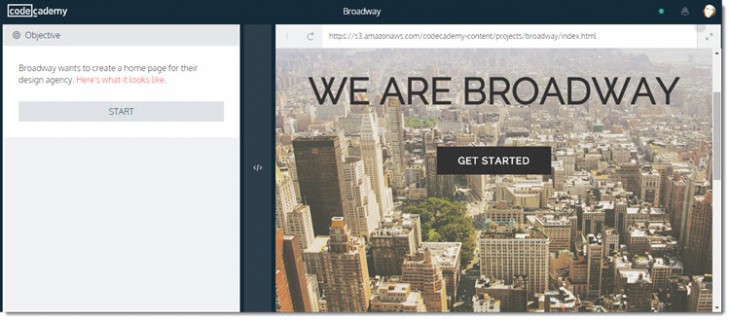 codecademy
Broadway
Objective
https://s3.amazonaws.com/codecademy-content/projects/broadway/index.html
Broadway wants to create a home page for their
design agency. Here's what it looks like.
START
</>
WE ARE BROADWAY
GET STARTED